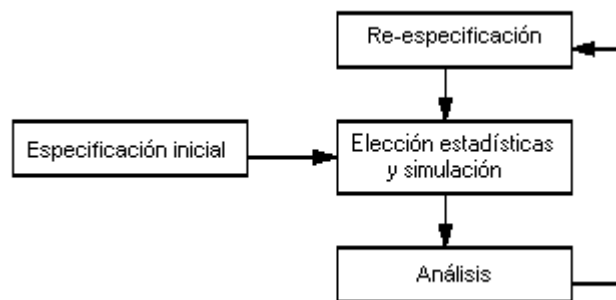 Re-especificación
Especificación inicial
Elección estadísticas
y simulación
Análisis